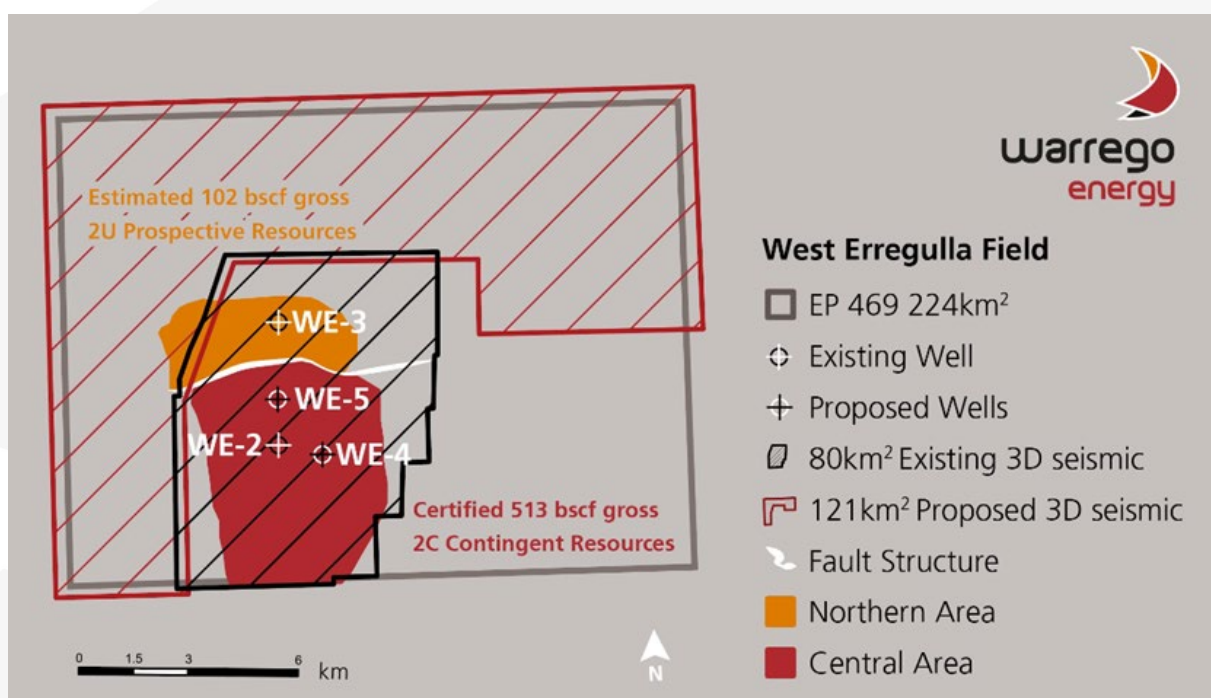 warrego
energy
Estimated 102 bscf gross
2U Prospective Resources
WE-3
WE-5
WE-2
WE-4
Certified 513 bscf gross
2C Contingent Resources
West Erregulla Field
EP 469 224km²
Existing Well
Proposed Wells
80km² Existing 3D seismic
121km² Proposed 3D seismic
Fault Structure
Northern Area
Central Area
0 1.5 3 6 km
N